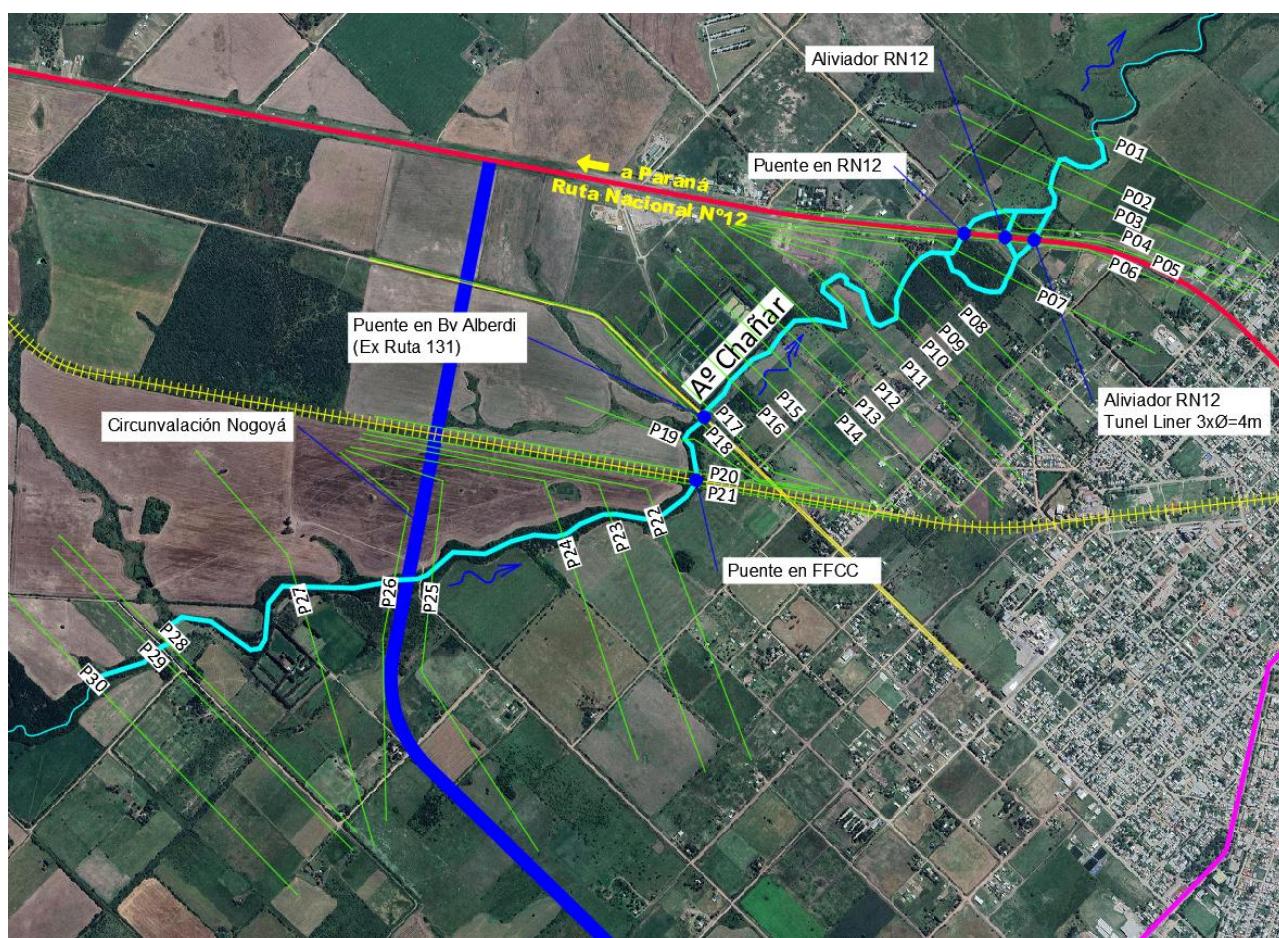 Aliviador RN12
Puente en RN12
P01
a Paraná
Ruta Nacional Nº12
P02
P03
P04
P05
P06
P07
Puente en Bv Alberdi
(Ex Ruta 131)
Aº Chañar
P08
P09
P10
P11
P12
P13
P14
P15
P16
P17
P18
P19
Aliviador RN12
Tunel Liner 3xØ=4m
Circunvalación Nogoyá
P20
P21
P22
P23
P24
Puente en FFCC
P25
P26
P27
P28
P29
P30